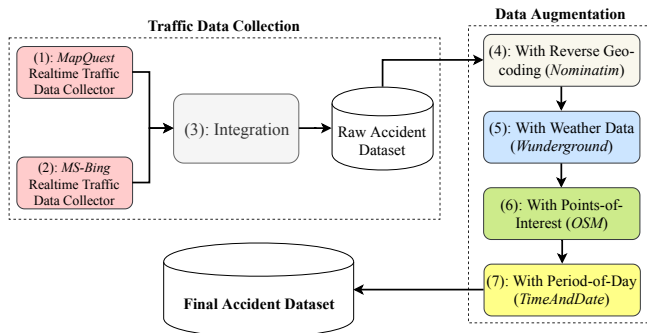 Traffic Data Collection
(1): MapQuest
Realtime Traffic
Data Collector
(2): MS-Bing
Realtime Traffic
Data Collector
(3): Integration
Raw Accident
Dataset
Data Augmentation
(4): With Reverse Geo-
coding (Nominatim)
(5): With Weather Data
(Wunderground)
(6): With Points-of-
Interest (OSM)
(7): With Period-of-Day
(TimeAndDate)
Final Accident Dataset